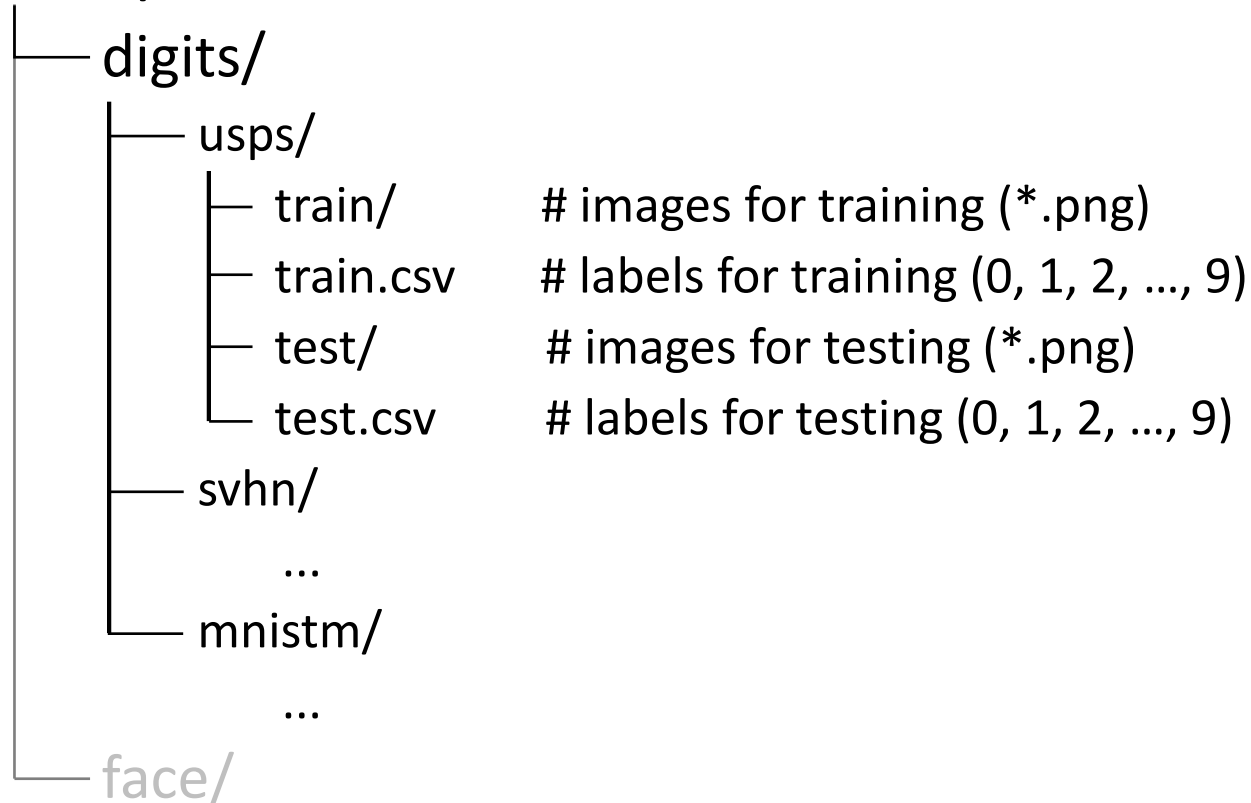 digits/
usps/
train/ # images for training (*.png)
train.csv # labels for training (0, 1, 2, …, 9)
test/ # images for testing (*.png)
test.csv # labels for testing (0, 1, 2, …, 9)
svhn/
...
mnistm/
...
face/